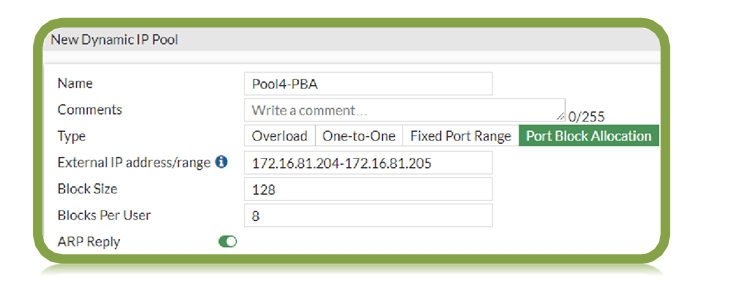 New Dynamic IP Pool
Name Pool4-PBA
Comments Write a comment... 0/255
Type Overload One-to-One Fixed Port Range Port Block Allocation
External IP address/range i 172.16.81.204-172.16.81.205
Block Size 128
Blocks Per User 8
ARP Reply